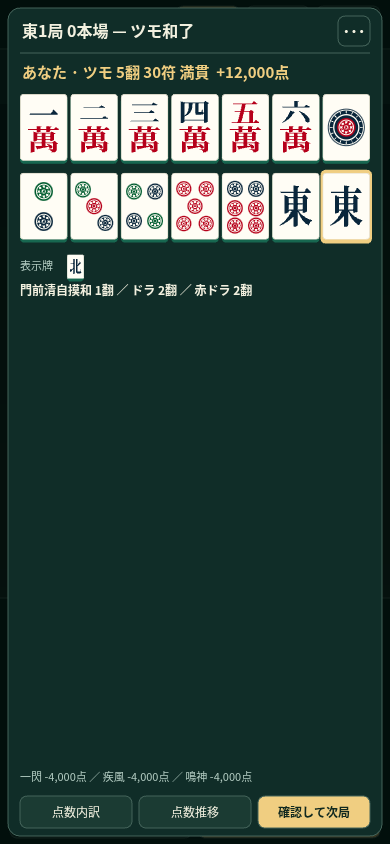 東1局 0本場 — ツモ和了
…
あなた・ツモ 5翻 30符 満貫 +12,000点
一萬 二萬 三萬 四萬 五萬 六萬
東 東
表示牌 北
門前清自摸和 1翻 ／ ドラ 2翻 ／ 赤ドラ 2翻
一閃 -4,000点 ／ 疾風 -4,000点 ／ 鳴神 -4,000点
点数内訳 点数推移 確認して次局